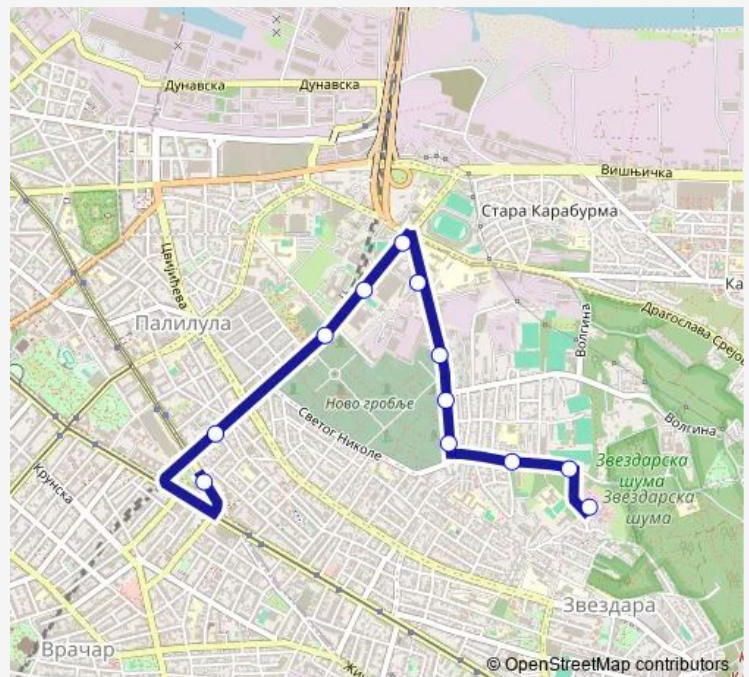 Дунавска
Дунавска
Вишњичка
Стара Карабурма
Ка
Цвијићева
Палилула
Драгослава Срејо
Волгина
Ново гробље
Светог Николе
Волгина
Звездарска
шума
Звездарска
шума
Крунска
Звездара
Врачар
© OpenStreetMap contributors